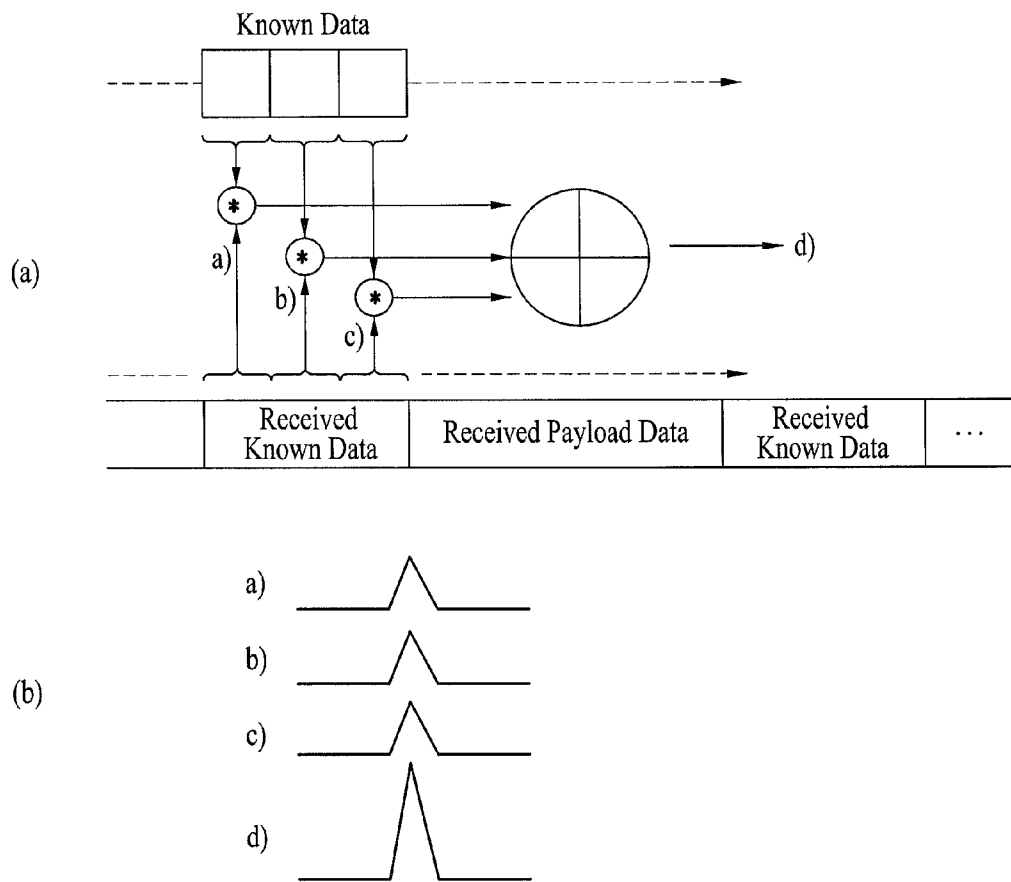 Known Data
*
a)
*
b)
*
c)
d)
(a)
Received Known Data
Received Payload Data
Received Known Data
...
a)
b)
(b)
c)
d)